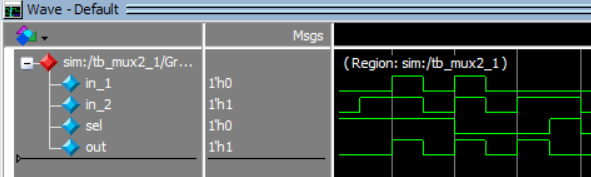 Wave - Default
Msgs
sim:/tb_mux2_1/Gr...
(Region: sim:/tb_mux2_1)
in_1 1'h0
in_2 1'h1
sel 1'h0
out 1'h1